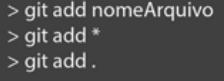 > git add nomeArquivo
> git add *
> git add .